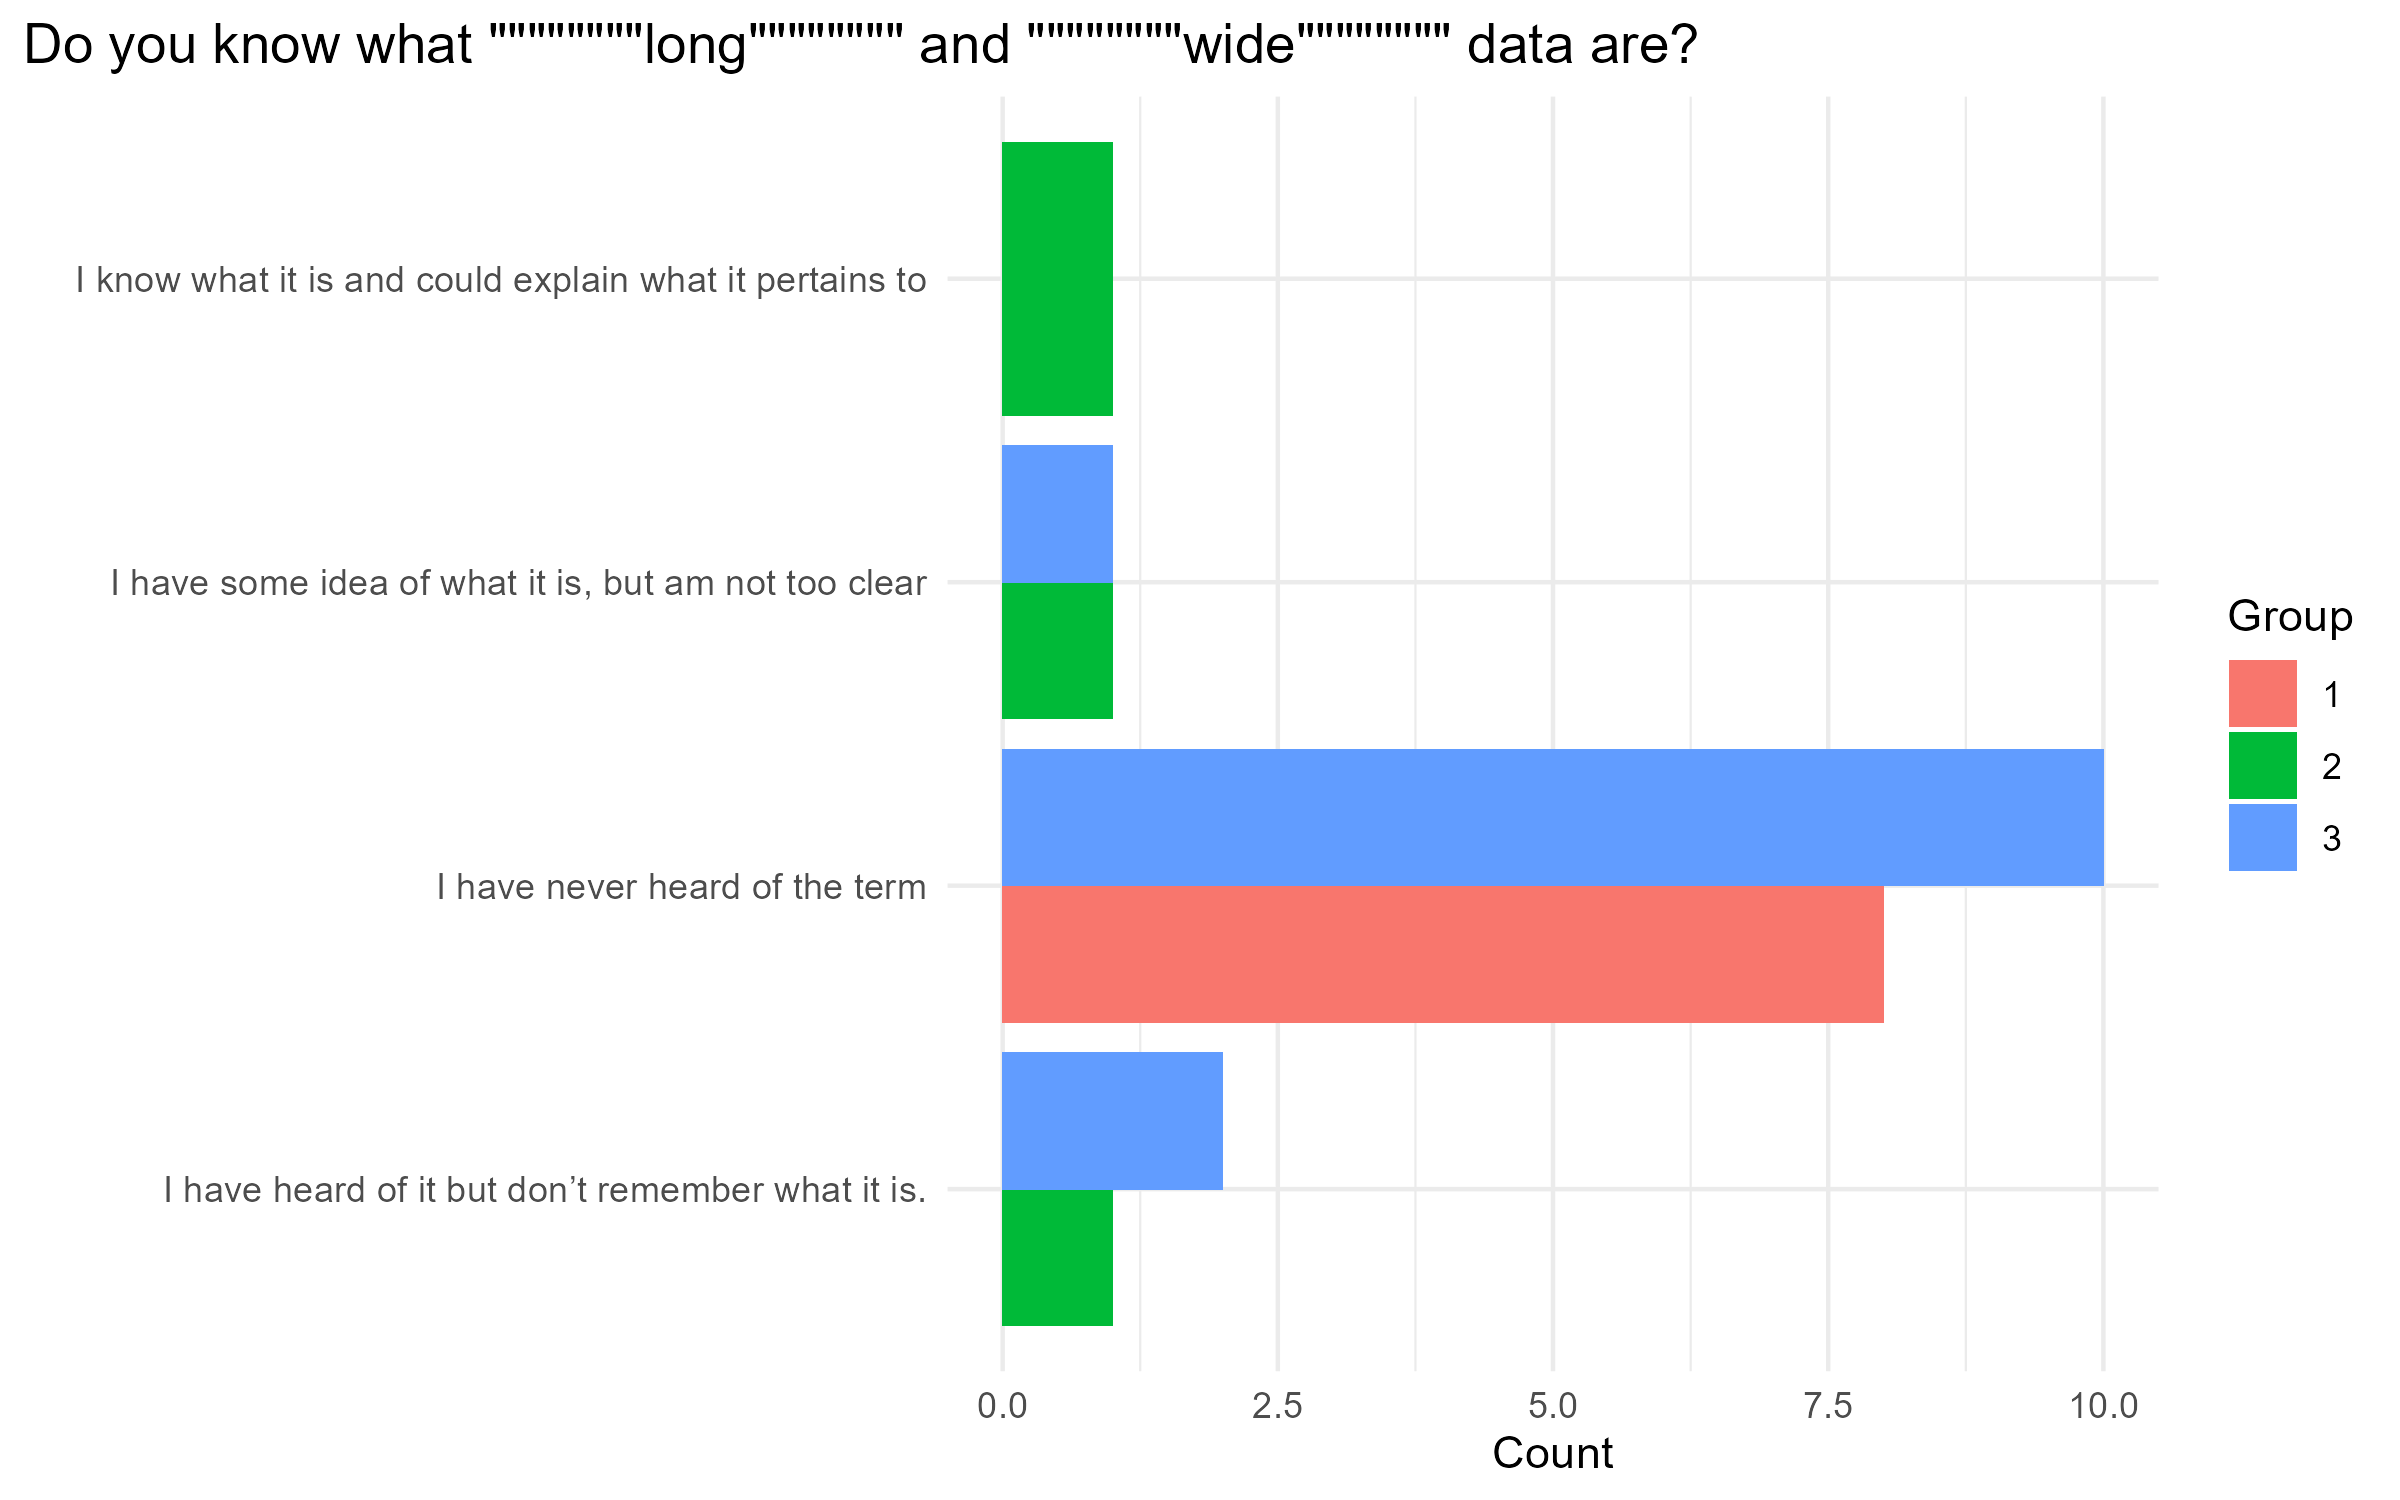 Do you know what """"""""long"""""""" and """"""""wide"""""""" data are?
I know what it is and could explain what it pertains to
I have some idea of what it is, but am not too clear
I have never heard of the term
I have heard of it but don’t remember what it is.
0.0 2.5 5.0 7.5 10.0
Count
Group
1
2
3